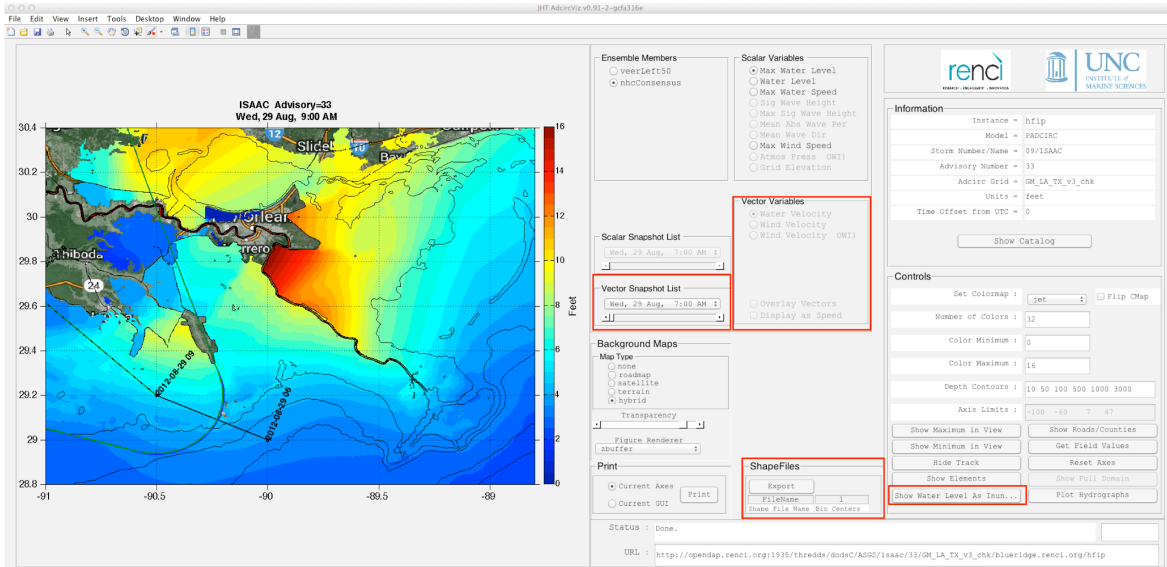 JHT AdcircViz v0.91-2-gcfa316e
File Edit View Insert Tools Desktop Window Help
ISAAC Advisory=33
Wed, 29 Aug, 9:00 AM
30.4
30.2
30
29.8
29.6
29.4
29.2
29
28.8
-91
-90.5
-90
-89.5
-89
12
Slidel
10
Bay
orlear
rrero
Thiboda
24
2012-08-29 09
2012-08-29 06
16
14
12
10
8
6
4
2
0
Feet
Ensemble Members
veerLeft50
nhcConsensus
Scalar Snapshot List
Wed, 29 Aug, 7:00 AM
Vector Snapshot List
Wed, 29 Aug, 7:00 AM
Background Maps
Map Type
none
roadmap
satellite
terrain
hybrid
Transparency
Figure Renderer
zbuffer
Print
Current Axes
Current GUI
Print
Scalar Variables
Max Water Level
Water Level
Max Water Speed
Sig Wave Height
Max Sig Wave Height
Mean Abs Wave Per
Mean Wave Dir
Max Wind Speed
Atmos Press OWI)
Grid Elevation
Vector Variables
Water Velocity
Wind Velocity
Wind Velocity OWI)
Overlay Vectors
Display as Speed
ShapeFiles
Export
FileName 1
Shape File Name Bin Centers
renci
RESEARCH ENGAGEMENT INNOVATION
UNC
INSTITUTE of
MARINE SCIENCES
Information
Instance = hfip
Model = PADCIRC
Storm Number/Name = 09/ISAAC
Advisory Number = 33
Adcirc Grid = GM_LA_TX_v3_chk
Units = feet
Time Offset from UTC = 0
Show Catalog
Controls
Set Colormap : jet Flip CMap
Number of Colors : 32
Color Minimum : 0
Color Maximum : 16
Depth Contours : 10 50 100 500 1000 3000
Axis Limits : -100 -60 7 47
Show Maximum in View Show Roads/Counties
Show Minimum in View Get Field Values
Hide Track Reset Axes
Show Elements Show Full Domain
Show Water Level As Inun... Plot Hydrographs
Status : Done.
URL : http://opendap.renci.org:1935/thredds/dodsC/ASGS/isaac/33/GM_LA_TX_v3_chk/blueridge.renci.org/hfip